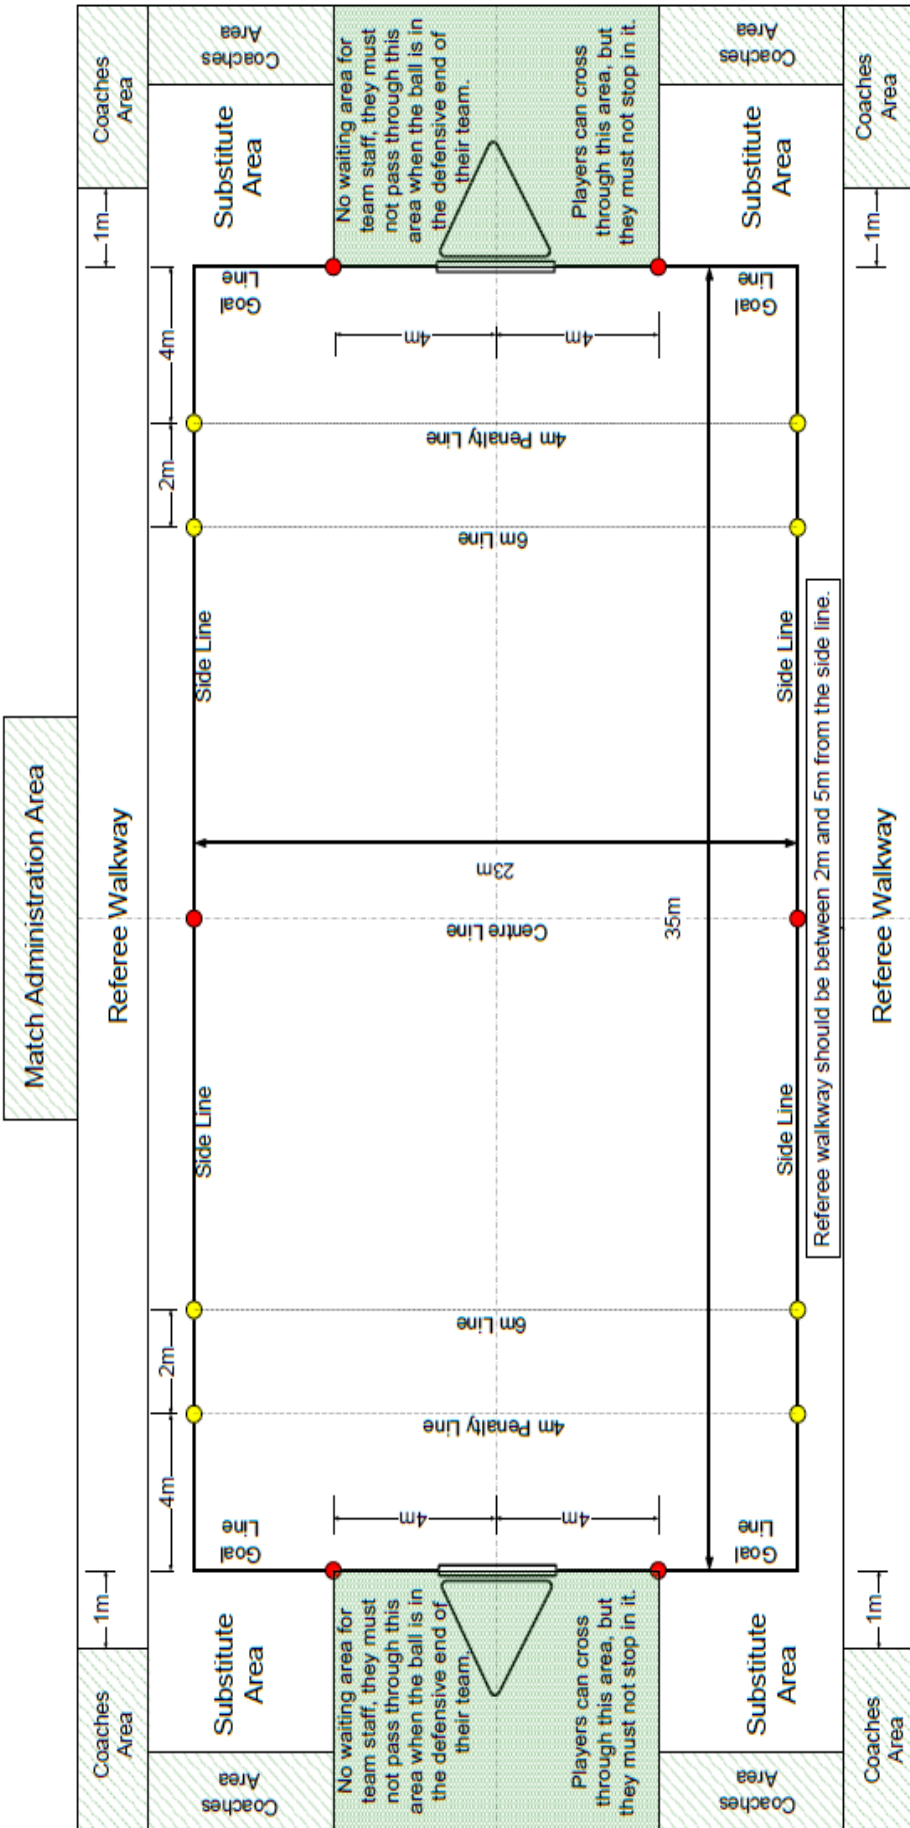 Match Administration Area
Coaches
Area
1m
Referee Walkway
1m
Coaches
Area
4m
2m
2m
4m
Substitute
Area
Coaches
Area
Goal
Line
Side Line
Side Line
Goal
Line
Substitute
Area
Coaches
Area
No waiting area for
team staff, they must
not pass through this
area when the ball is in
the defensive end of
their team.
Players can cross
through this area, but
they must not stop in it.
4m
4m
4m Penalty Line
6m Line
Centre Line
23m
35m
6m Line
4m Penalty Line
4m
4m
No waiting area for
team staff, they must
not pass through this
area when the ball is in
the defensive end of
their team.
Players can cross
through this area, but
they must not stop in it.
Substitute
Area
Coaches
Area
Goal
Line
Side Line
Side Line
Goal
Line
Substitute
Area
Coaches
Area
Referee walkway should be between 2m and 5m from the side line.
Coaches
Area
1m
Referee Walkway
1m
Coaches
Area